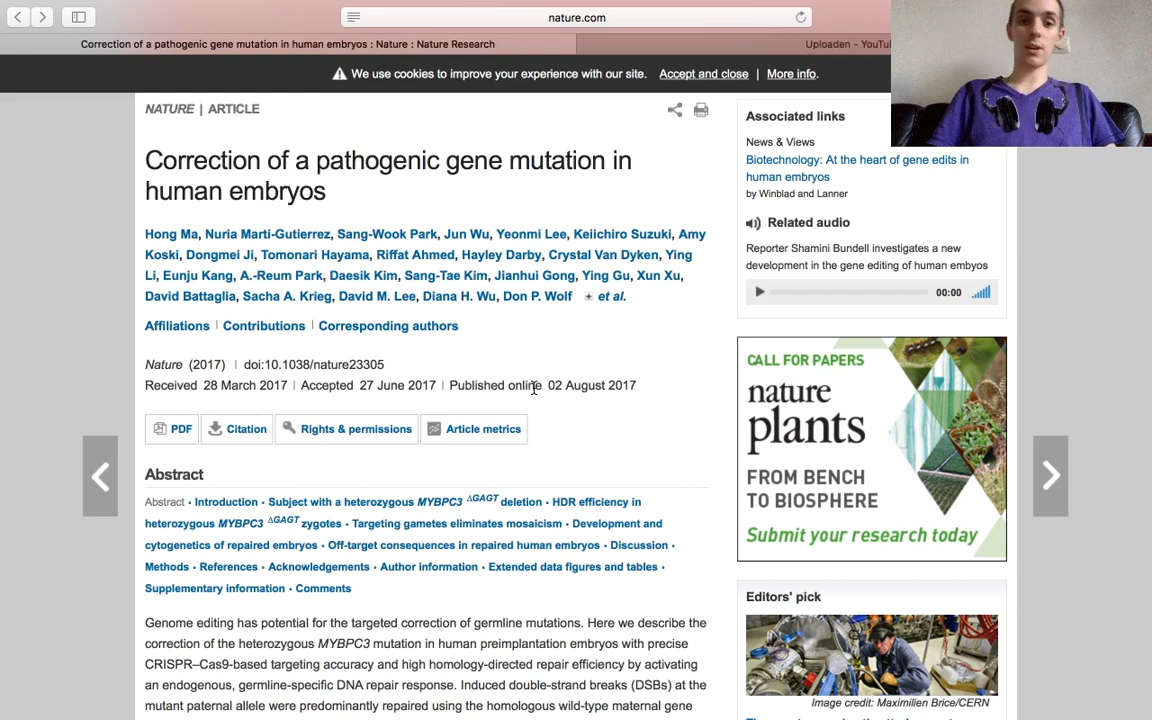 nature.com
Correction of a pathogenic gene mutation in human embryos : Nature : Nature Research
Uploaden - YouTu
We use cookies to improve your experience with our site. Accept and close | More info.
NATURE | ARTICLE
Correction of a pathogenic gene mutation in
human embryos
Hong Ma, Nuria Marti-Gutierrez, Sang-Wook Park, Jun Wu, Yeonmi Lee, Keiichiro Suzuki, Amy
Koski, Dongmei Ji, Tomonari Hayama, Riffat Ahmed, Hayley Darby, Crystal Van Dyken, Ying
Li, Eunju Kang, A.-Reum Park, Daesik Kim, Sang-Tae Kim, Jianhui Gong, Ying Gu, Xun Xu,
David Battaglia, Sacha A. Krieg, David M. Lee, Diana H. Wu, Don P. Wolf + et al.
Affiliations | Contributions | Corresponding authors
Nature (2017) | doi:10.1038/nature23305
Received 28 March 2017 | Accepted 27 June 2017 | Published online 02 August 2017
PDF Citation Rights & permissions Article metrics
Abstract
Abstract • Introduction • Subject with a heterozygous MYBPC3 ΔGAGT deletion • HDR efficiency in
heterozygous MYBPC3 ΔGAGT zygotes • Targeting gametes eliminates mosaicism • Development and
cytogenetics of repaired embryos • Off-target consequences in repaired human embryos • Discussion •
Methods • References • Acknowledgements • Author information • Extended data figures and tables •
Supplementary information • Comments
Genome editing has potential for the targeted correction of germline mutations. Here we describe the
correction of the heterozygous MYBPC3 mutation in human preimplantation embryos with precise
CRISPR–Cas9-based targeting accuracy and high homology-directed repair efficiency by activating
an endogenous, germline-specific DNA repair response. Induced double-strand breaks (DSBs) at the
mutant paternal allele were predominantly repaired using the homologous wild-type maternal gene
Associated links
News & Views
Biotechnology: At the heart of gene edits in
human embryos
by Winblad and Lanner
Related audio
Reporter Shamini Bundell investigates a new
development in the gene editing of human embyos
00:00
CALL FOR PAPERS
nature
plants
FROM BENCH
TO BIOSPHERE
Submit your research today
Editors' pick
Image credit: Maximilien Brice/CERN